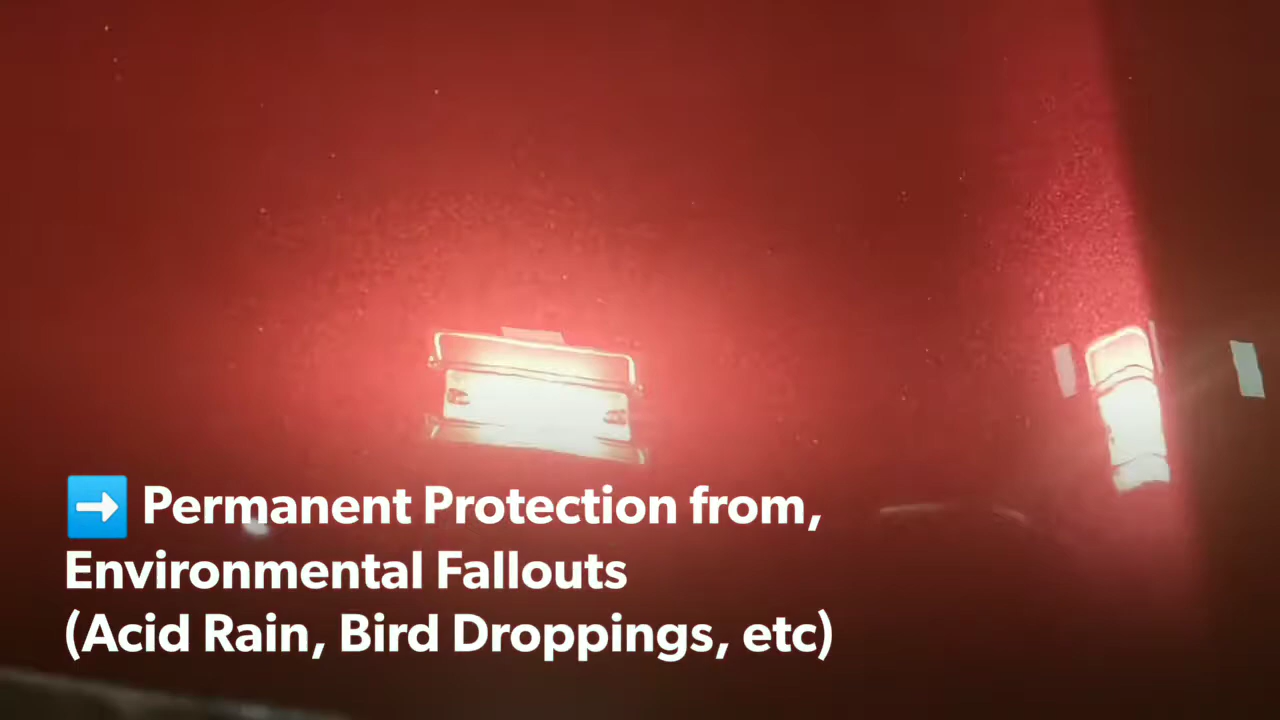 ➡️ Permanent Protection from,
Environmental Fallouts
(Acid Rain, Bird Droppings, etc)